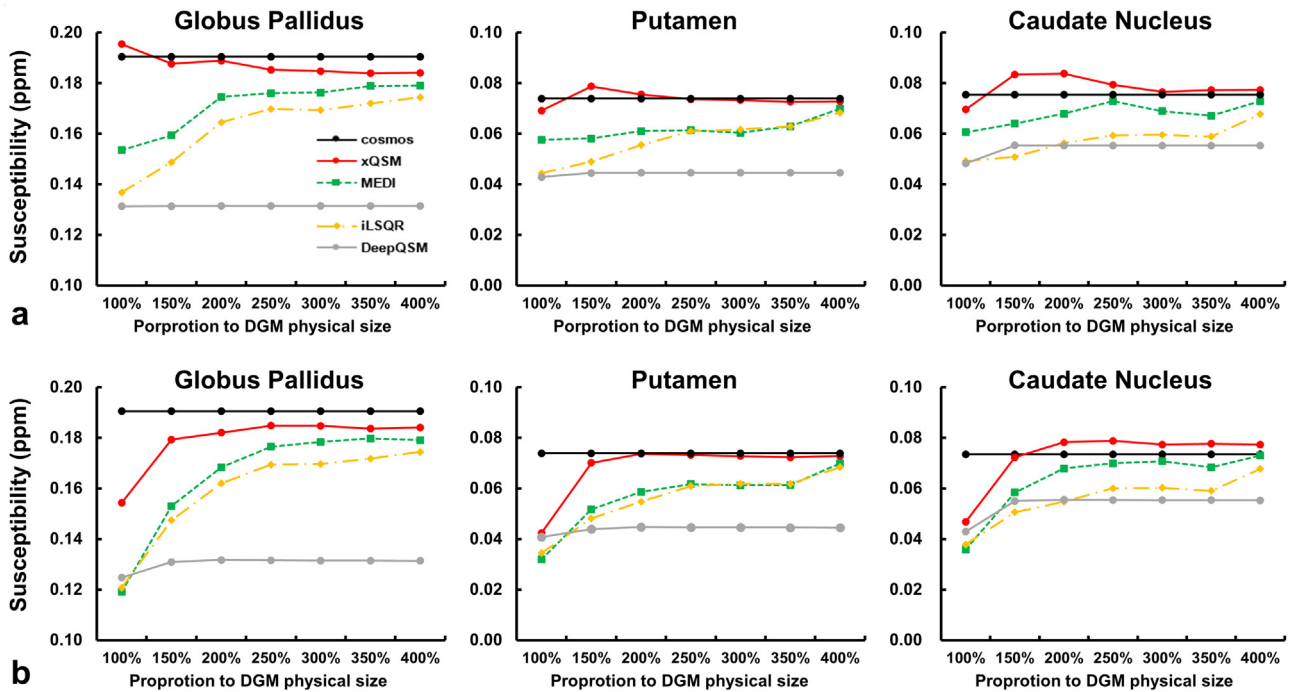 Globus Pallidus
Putamen
Caudate Nucleus
Susceptibility (ppm)
0.20
0.18
0.16
0.14
0.12
0.10
cosmos
xQSM
MEDI
iLSQR
DeepQSM
0.10
0.08
0.06
0.04
0.02
0.00
0.10
0.08
0.06
0.04
0.02
0.00
100% 150% 200% 250% 300% 350% 400%
100% 150% 200% 250% 300% 350% 400%
100% 150% 200% 250% 300% 350% 400%
a
Porprotion to DGM physical size
Porprotion to DGM physical size
Porprotion to DGM physical size
Globus Pallidus
Putamen
Caudate Nucleus
Susceptibility (ppm)
0.20
0.18
0.16
0.14
0.12
0.10
0.10
0.08
0.06
0.04
0.02
0.00
0.10
0.08
0.06
0.04
0.02
0.00
100% 150% 200% 250% 300% 350% 400%
100% 150% 200% 250% 300% 350% 400%
100% 150% 200% 250% 300% 350% 400%
b
Proprotion to DGM physical size
Proprotion to DGM physical size
Proprotion to DGM physical size